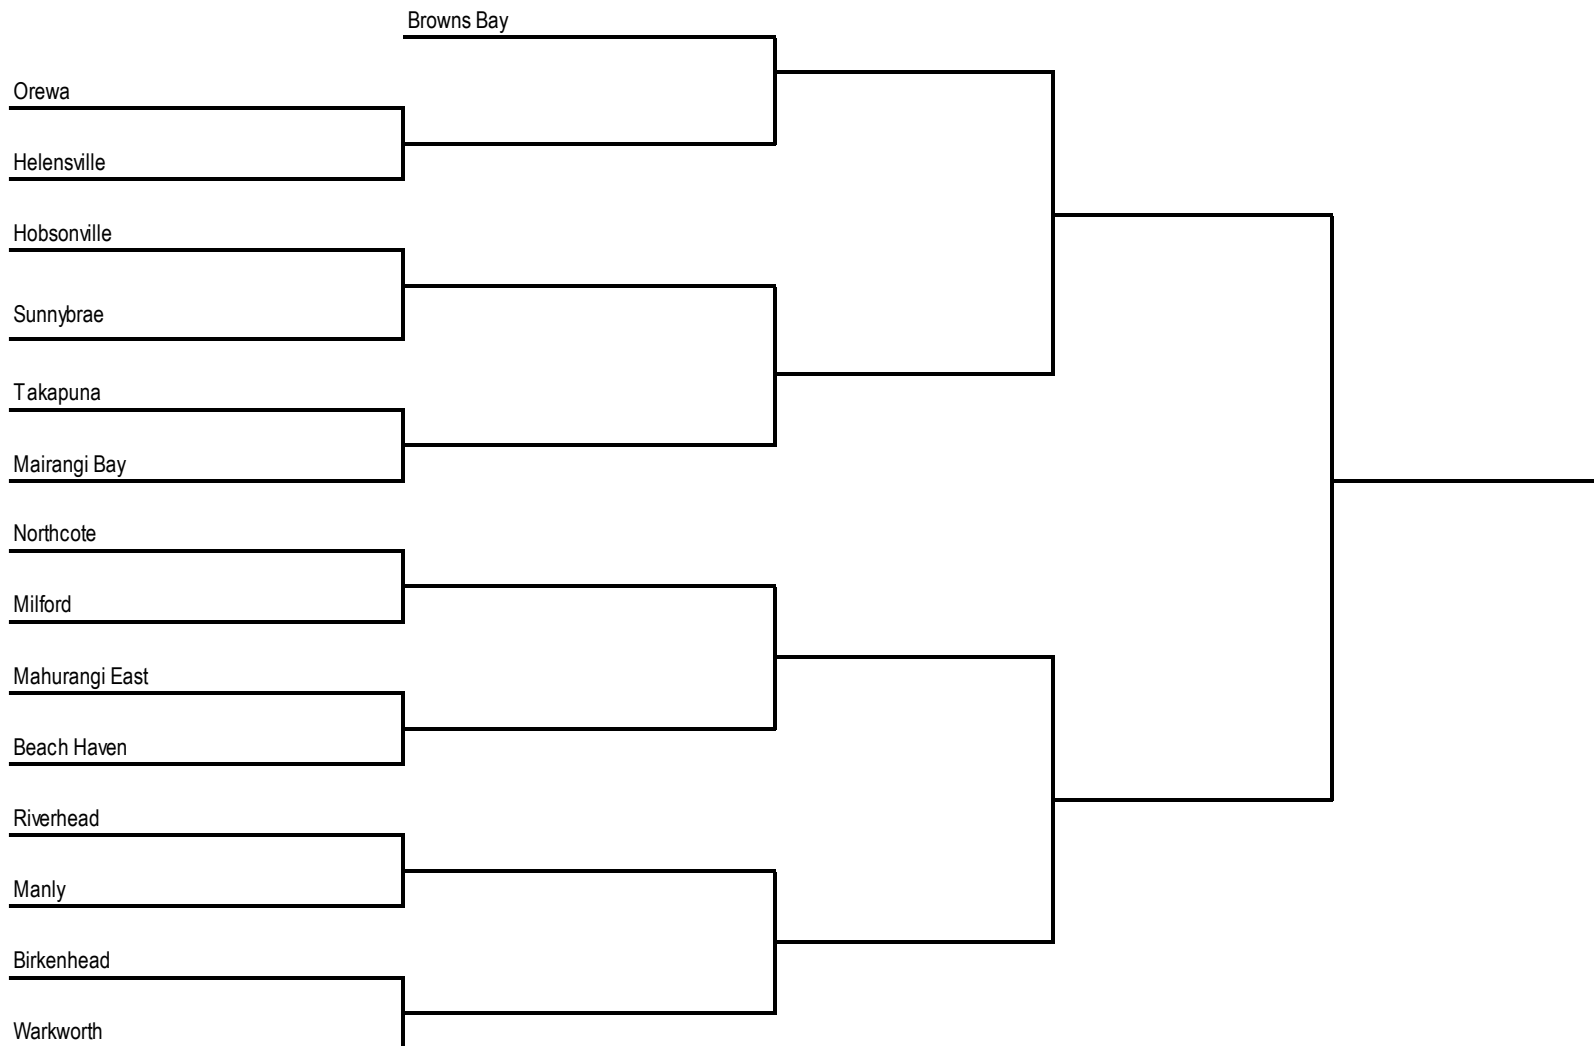 Browns Bay
Orewa
Helensville
Hobsonville
Sunnybrae
Takapuna
Mairangi Bay
Northcote
Milford
Mahurangi East
Beach Haven
Riverhead
Manly
Birkenhead
Warkworth